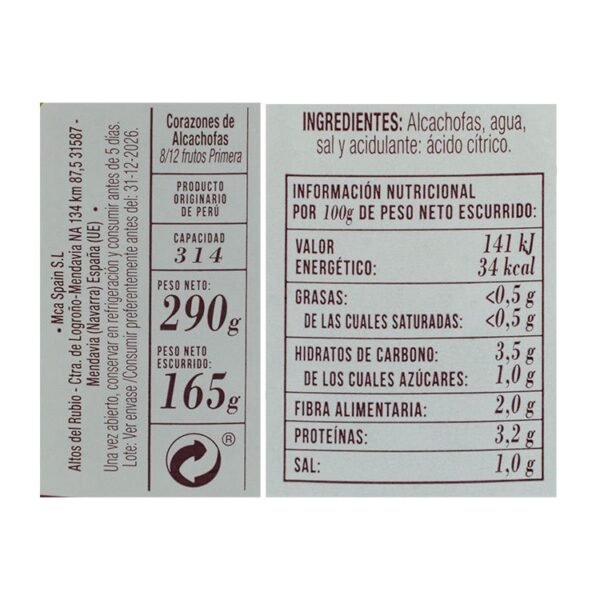 • Mca Spain S.L
Altos del Rubio - Ctra. de Logroño-Mendavia NA 134 km 87,5 31587 -
Mendavia (Navarra) España (UE) •
Una vez abierto, conservar en refrigeración y consumir antes de 5 días.
Lote: Ver envase /Consumir preferentemente antes del: 31-12-2026.
Corazones de
Alcachofas
8/12 frutos Primera
PRODUCTO
ORIGINARIO
DE PERÚ
CAPACIDAD
314
PESO NETO:
290g
PESO NETO
ESCURRIDO:
165g
®
INGREDIENTES: Alcachofas, agua,
sal y acidulante: ácido cítrico.
INFORMACIÓN NUTRICIONAL
POR 100g DE PESO NETO ESCURRIDO:
VALOR 141 kJ
ENERGÉTICO: 34 kcal
GRASAS: <0,5 g
DE LAS CUALES SATURADAS: <0,5 g
HIDRATOS DE CARBONO: 3,5 g
DE LOS CUALES AZÚCARES: 1,0 g
FIBRA ALIMENTARIA: 2,0 g
PROTEÍNAS: 3,2 g
SAL: 1,0 g